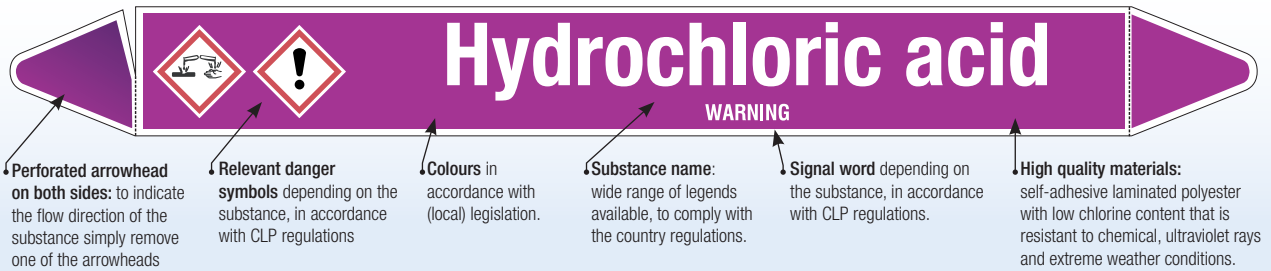 Hydrochloric acid
WARNING
Perforated arrowhead
on both sides: to indicate
the flow direction of the
substance simply remove
one of the arrowheads
Relevant danger
symbols depending on the
substance, in accordance
with CLP regulations
Colours in
accordance with
(local) legislation.
Substance name:
wide range of legends
available, to comply with
the country regulations.
Signal word depending on
the substance, in accordance
with CLP regulations.
High quality materials:
self-adhesive laminated polyester
with low chlorine content that is
resistant to chemical, ultraviolet rays
and extreme weather conditions.